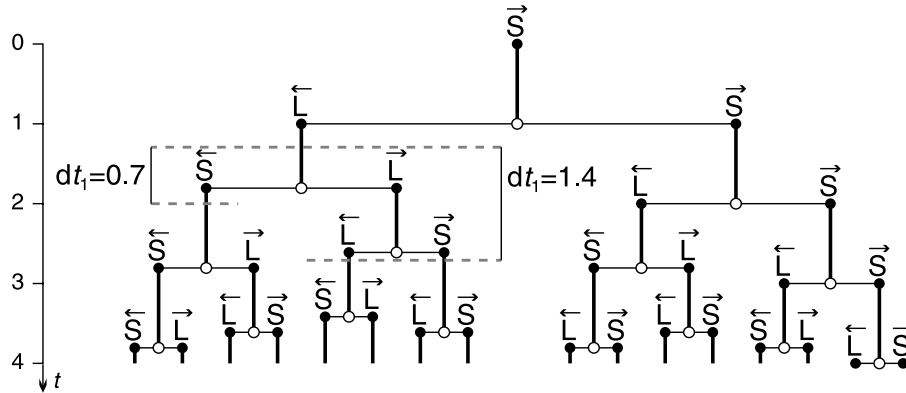 S⃗
0
L⃖ S⃗
1
S⃖ L⃗
dt₁=0.7 dt₁=1.4
L⃖ S⃗
2
L⃖ S⃗
S⃖ L⃗ S⃖ L⃗
L⃖ S⃗
3
S⃖ L⃗
L⃖ S⃗ L⃖ S⃗ L⃖ S⃗
S⃖ L⃗ L⃖ S⃗ S⃖ L⃗
L⃖ S⃗
4
t